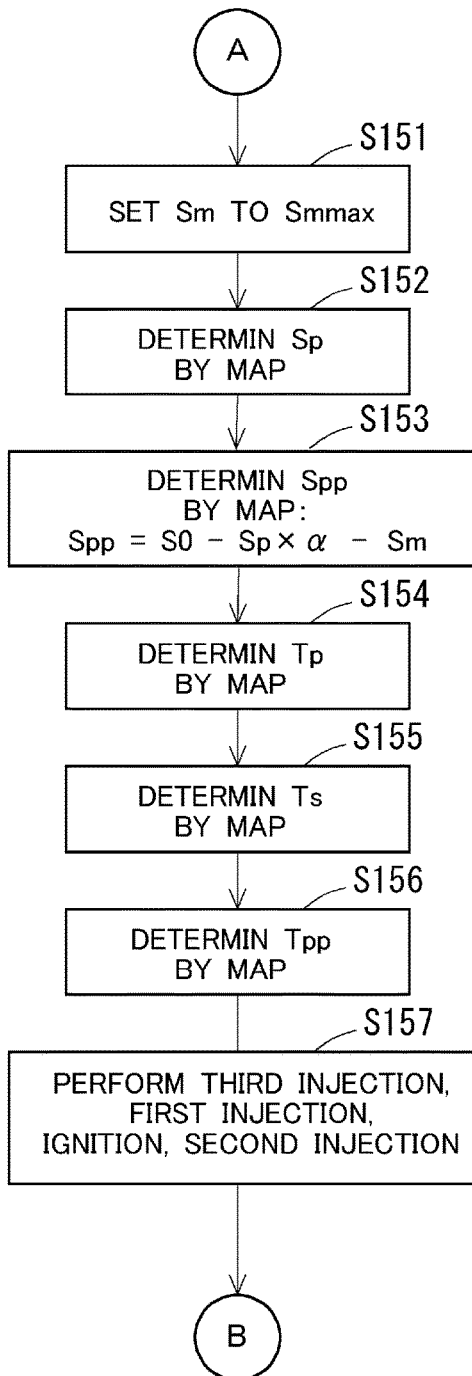 A
S151
SET Sm TO Smmax
S152
DETERMIN Sp
BY MAP
S153
DETERMIN Spp
BY MAP:
Spp = S0 - Sp × α - Sm
S154
DETERMIN Tp
BY MAP
S155
DETERMIN Ts
BY MAP
S156
DETERMIN Tpp
BY MAP
S157
PERFORM THIRD INJECTION,
FIRST INJECTION,
IGNITION, SECOND INJECTION
B